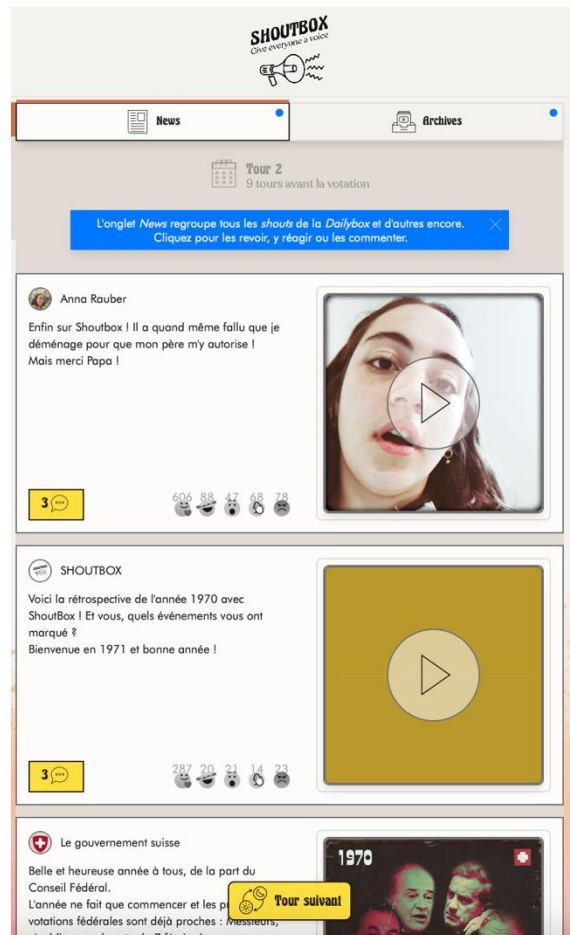 SHOUTBOX
Give everyone a voice
News
Archives
Tour 2
9 tours avant la votation
L'onglet News regroupe tous les shouts de la Dailybox et d'autres encore.
Cliquez pour les revoir, y réagir ou les commenter.
Anna Rauber
Enfin sur Shoutbox ! Il a quand même fallu que je
déménage pour que mon père m'y autorise !
Mais merci Papa !
3
606 88 47 68 78
SHOUTBOX
Voici la rétrospective de l'année 1970 avec
ShoutBox ! Et vous, quels événements vous ont
marqué ?
Bienvenue en 1971 et bonne année !
3
287 20 21 14 23
Le gouvernement suisse
1970
Belle et heureuse année à tous, de la part du
Conseil Fédéral.
L'année ne fait que commencer et les
votations fédérales sont déjà proches : Messieurs,
Tour suivant